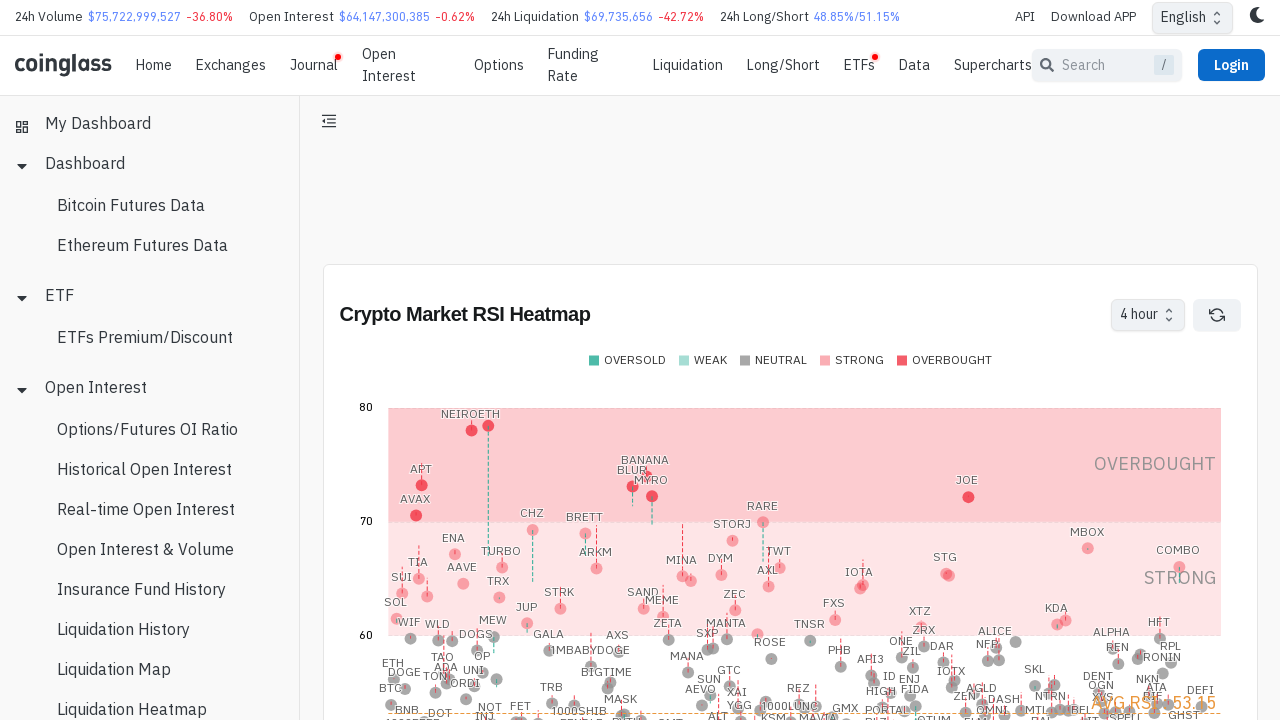 24h Volume $75,722,999,527 -36.80% Open Interest $64,147,300,385 -0.62% 24h Liquidation $69,735,656 -42.72% 24h Long/Short 48.85%/51.15% API Download APP English
coinglass Home Exchanges Journal Open Interest Options Funding Rate Liquidation Long/Short ETFs Data Supercharts Search / Login
My Dashboard
Dashboard
Bitcoin Futures Data
Ethereum Futures Data
ETF
ETFs Premium/Discount
Open Interest
Options/Futures OI Ratio
Historical Open Interest
Real-time Open Interest
Open Interest & Volume
Insurance Fund History
Liquidation History
Liquidation Map
Liquidation Heatmap
Crypto Market RSI Heatmap 4 hour
OVERSOLD WEAK NEUTRAL STRONG OVERBOUGHT
80
NEIROETH
BANANA
OVERBOUGHT
APT BLUR
MYRO JOE
AVAX
CHZ BRETT RARE
70
STORJ MBOX
ENA
TURBO ARKM TWT COMBO
TIA AAVE MINA DYM STG
SUI TRX AXL IOTA STRONG
STRK SAND ZEC
SOL JUP MEME FXS KDA
XTZ
WIF WLD MEW ZETA MANTA TNSR HFT
60
DOGS GALA AXS SXP ZRX ALICE ALPHA
1MBABYDOGE ROSE ONE DAR NFP REN RPL
ETH TAO OP MANA PHB ZIL RONIN
DOGE ADA UNI BIGTIME GTC API3 IOTX SKL
TON SUN ID ENJ DENT NKN
BTC ORDI TRB AEVO XAI REZ HIGH FIDA AGLD OGN ATA DEFI
MASK ZEN NTRN
BNB NOT FET 1000SHIB YGG 1000LUNC GMX PORTAL DASH AVG RSI : 53.15
DOT ALT KSM MAVIA OMNI MTL GHST